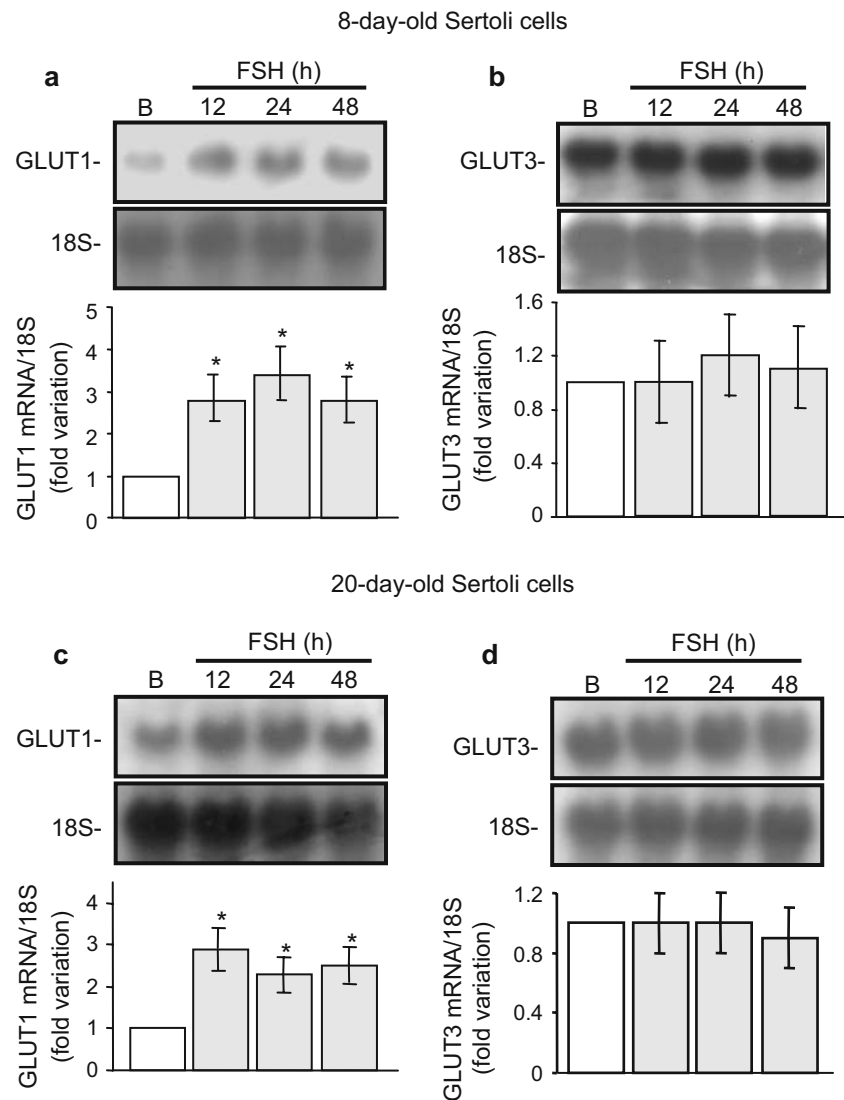 8-day-old Sertoli cells
a
FSH (h)
B 12 24 48
GLUT1-
18S-
GLUT1 mRNA/18S
(fold variation)
5
4
3
2
1
0
* * *
b
FSH (h)
B 12 24 48
GLUT3-
18S-
GLUT3 mRNA/18S
(fold variation)
1.6
1.2
0.8
0.4
0
20-day-old Sertoli cells
c
FSH (h)
B 12 24 48
GLUT1-
18S-
GLUT1 mRNA/18S
(fold variation)
4
3
2
1
0
* * *
d
FSH (h)
B 12 24 48
GLUT3-
18S-
GLUT3 mRNA/18S
(fold variation)
1.2
0.8
0.4
0